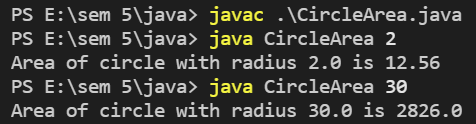 PS E:\sem 5\java> javac .\CircleArea.java
PS E:\sem 5\java> java CircleArea 2
Area of circle with radius 2.0 is 12.56
PS E:\sem 5\java> java CircleArea 30
Area of circle with radius 30.0 is 2826.0